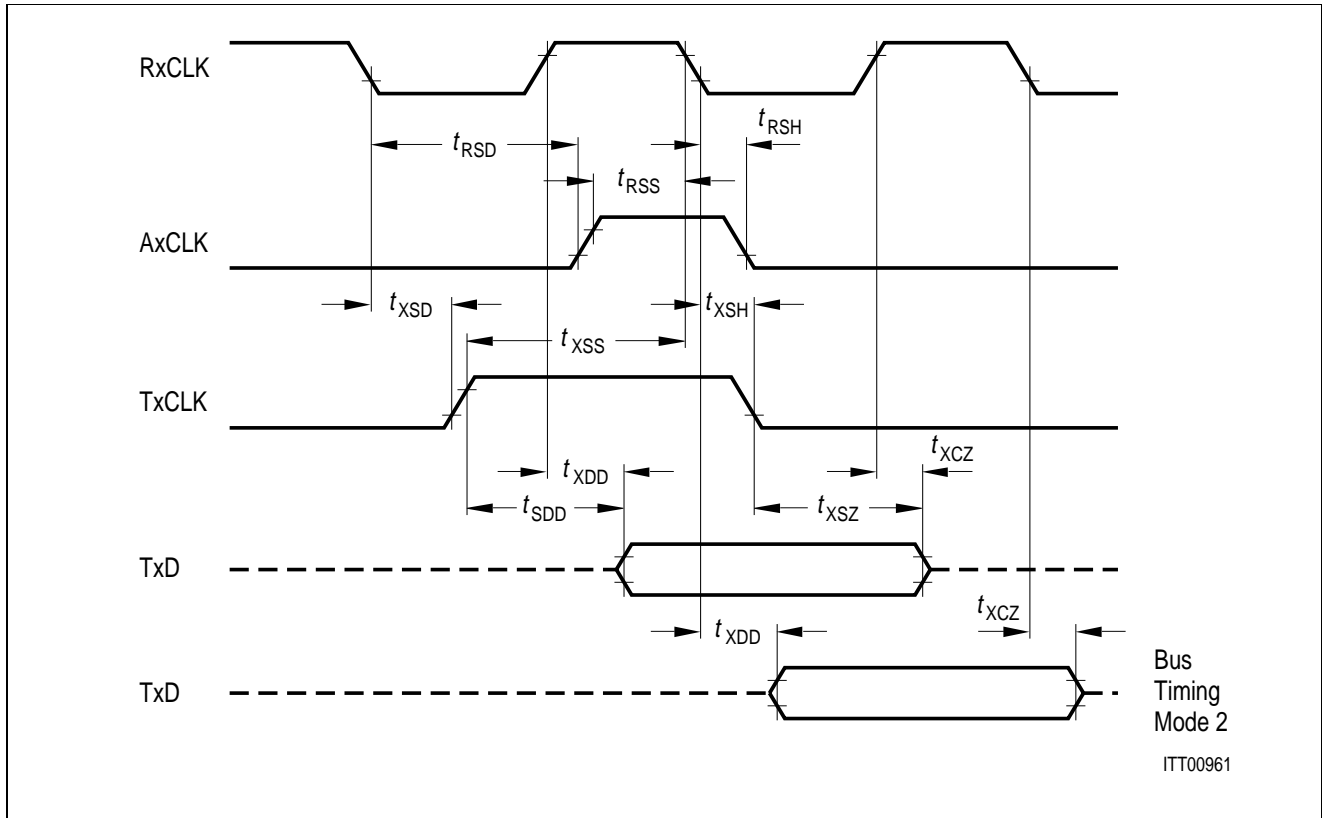 RxCLK
tRSH
tRSD
tRSS
AxCLK
tXSD
tXSH
tXSS
TxCLK
tXCZ
tXDD
tSDD
tXSZ
TxD
tXCZ
tXDD
TxD
Bus
Timing
Mode 2
ITT00961